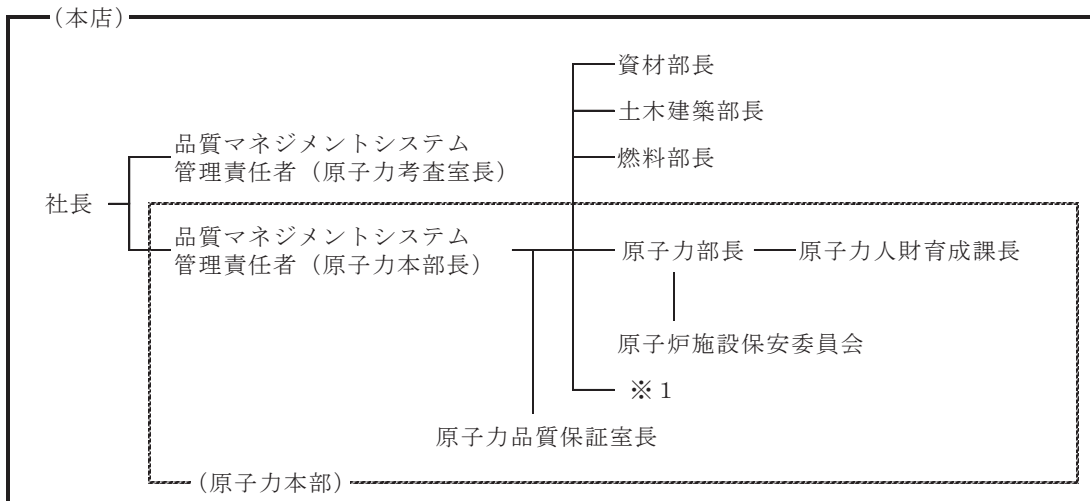 (本店)
資材部長
土木建築部長
品質マネジメントシステム
管理責任者（原子力考査室長）
燃料部長
社長
品質マネジメントシステム
管理責任者（原子力本部長）
原子力部長
原子力人財育成課長
原子炉施設保安委員会
※１
原子力品質保証室長
(原子力本部)